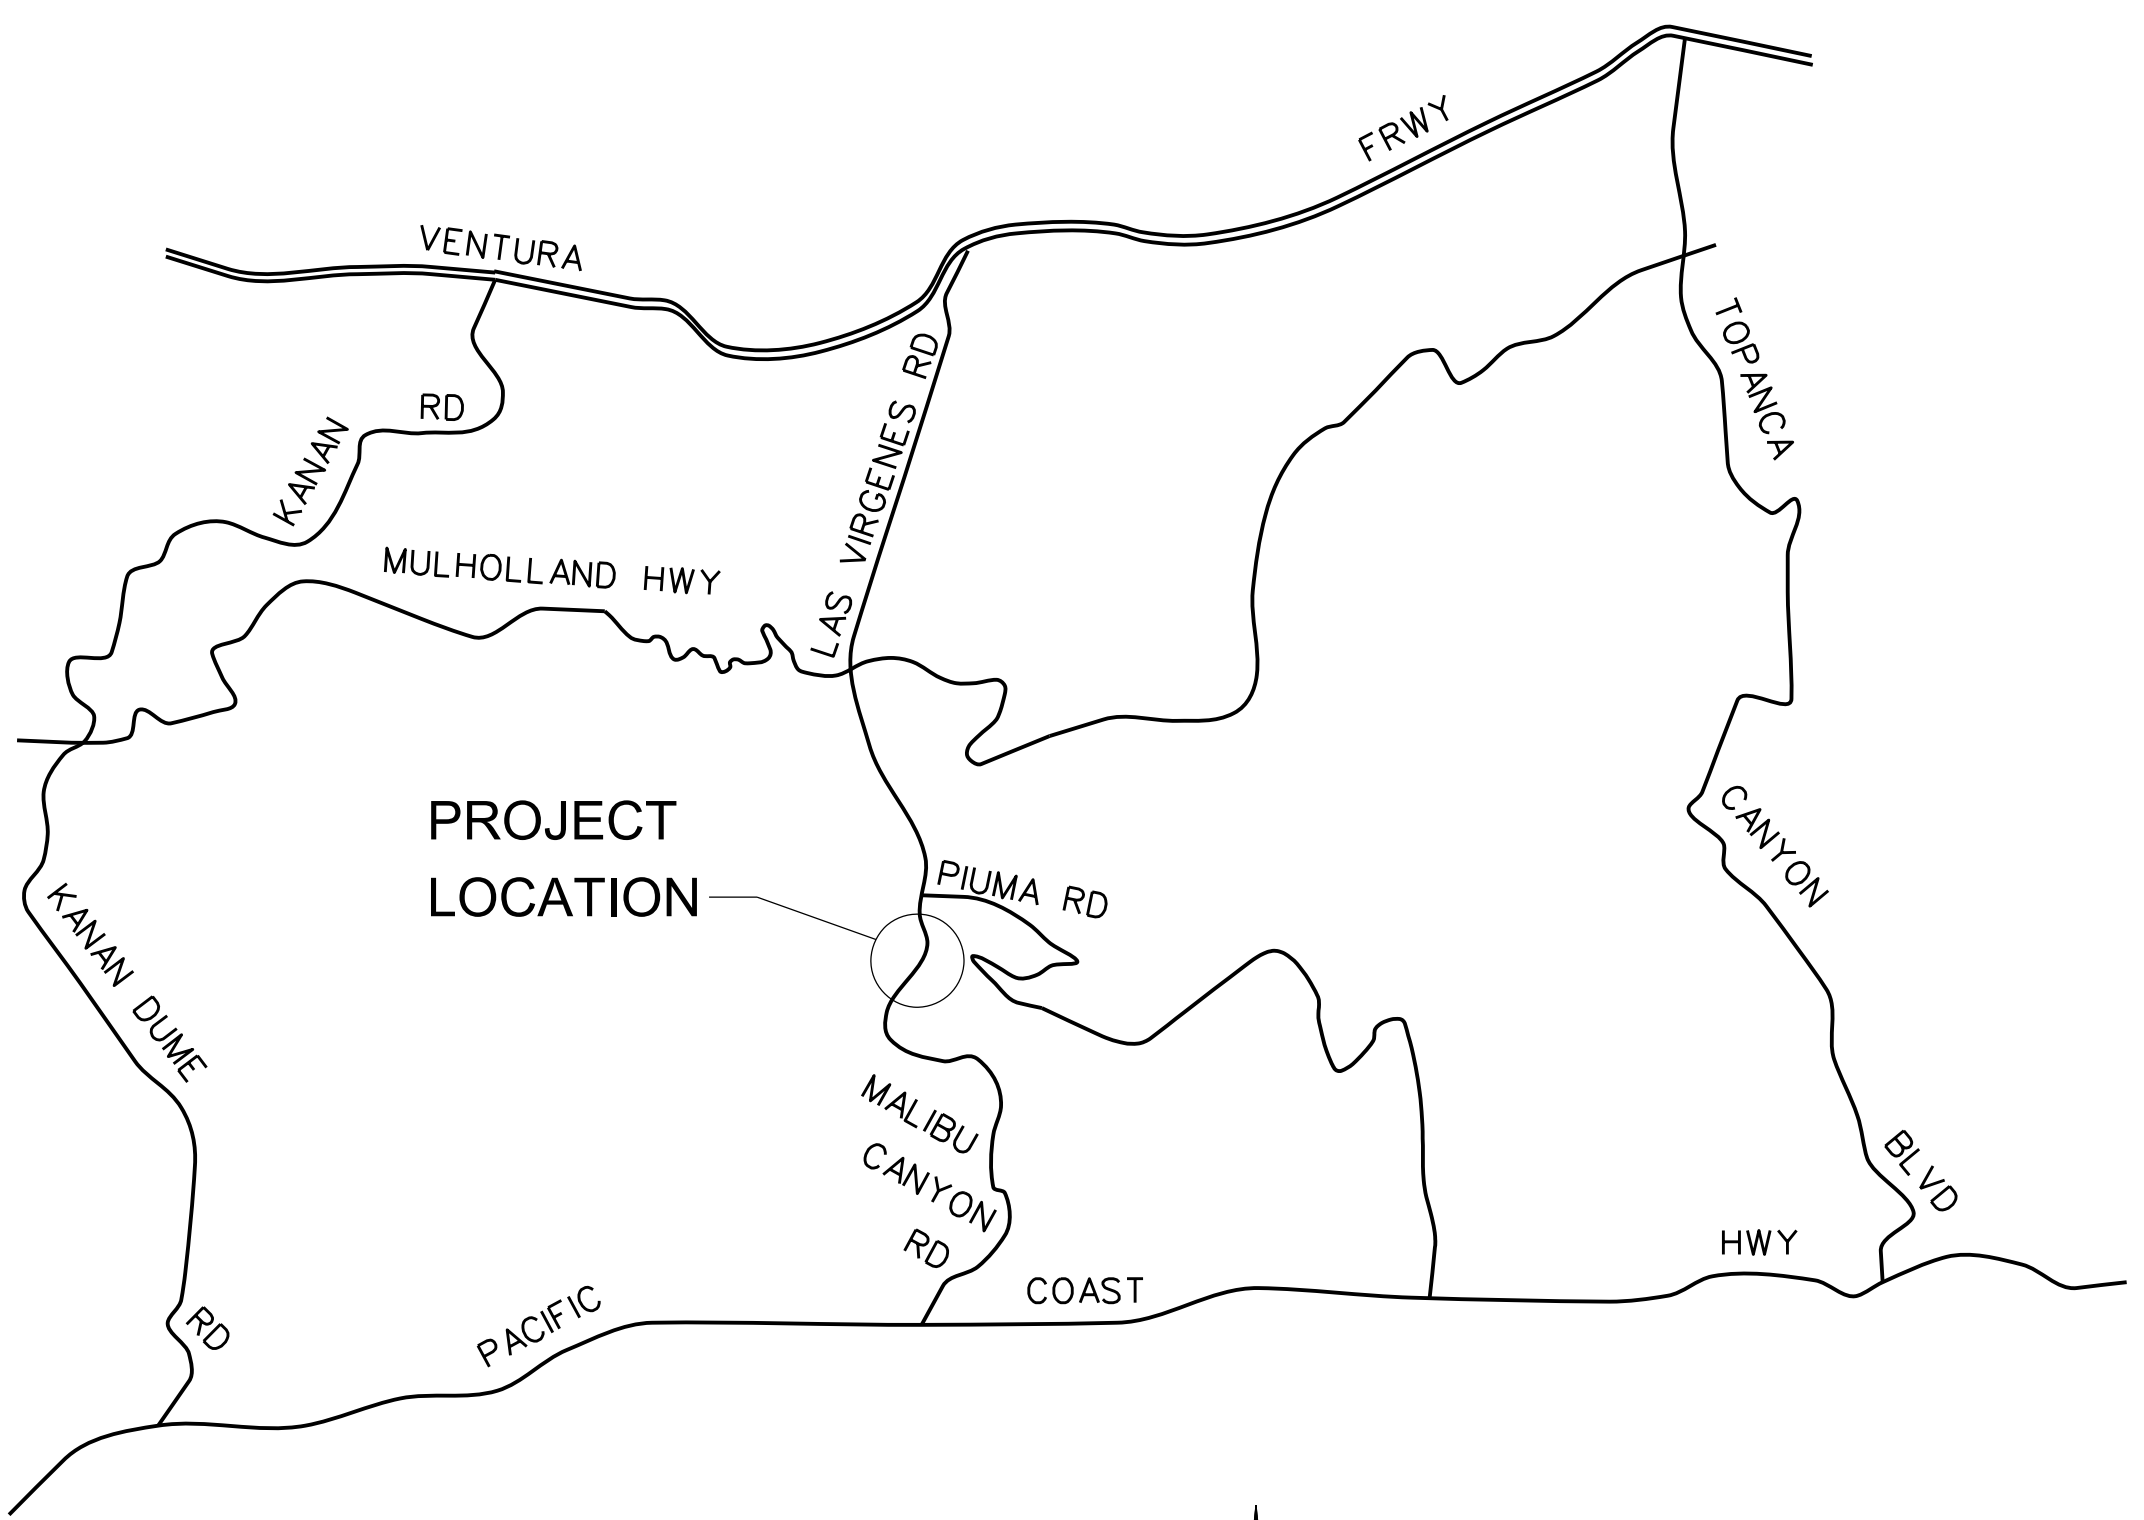 FRWY
VENTURA
TOPANCA
LAS VIRGENES RD
RD
KANAN
MULHOLLAND HWY
PROJECT
LOCATION
CANYON
PIUMA RD
KANAN DUME
MALIBU
CANYON
RD
BLVD
HWY
COAST
PACIFIC
RD